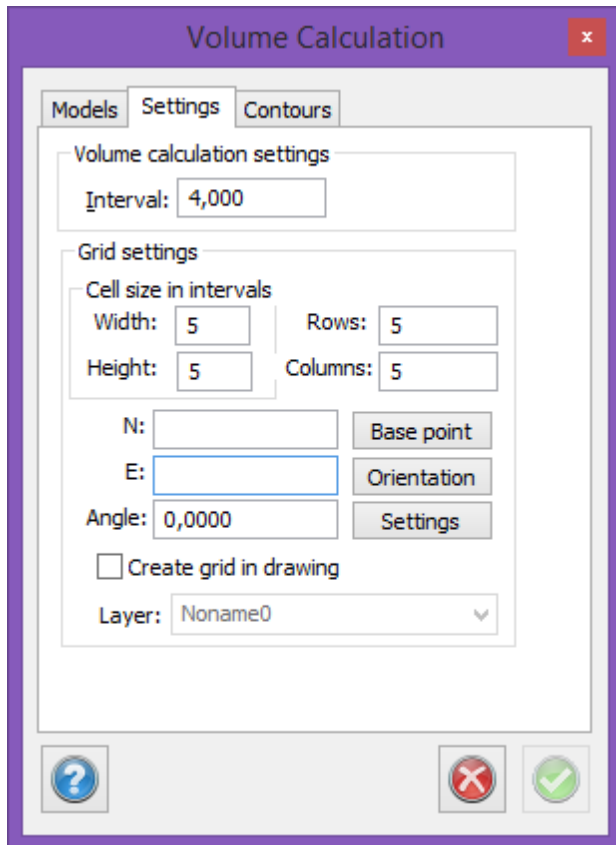 Volume Calculation x
Models Settings Contours
Volume calculation settings
Interval: 4,000
Grid settings
Cell size in intervals
Width: 5 Rows: 5
Height: 5 Columns: 5
N: Base point
E: Orientation
Angle: 0,0000 Settings
Create grid in drawing
Layer: Noname0
?